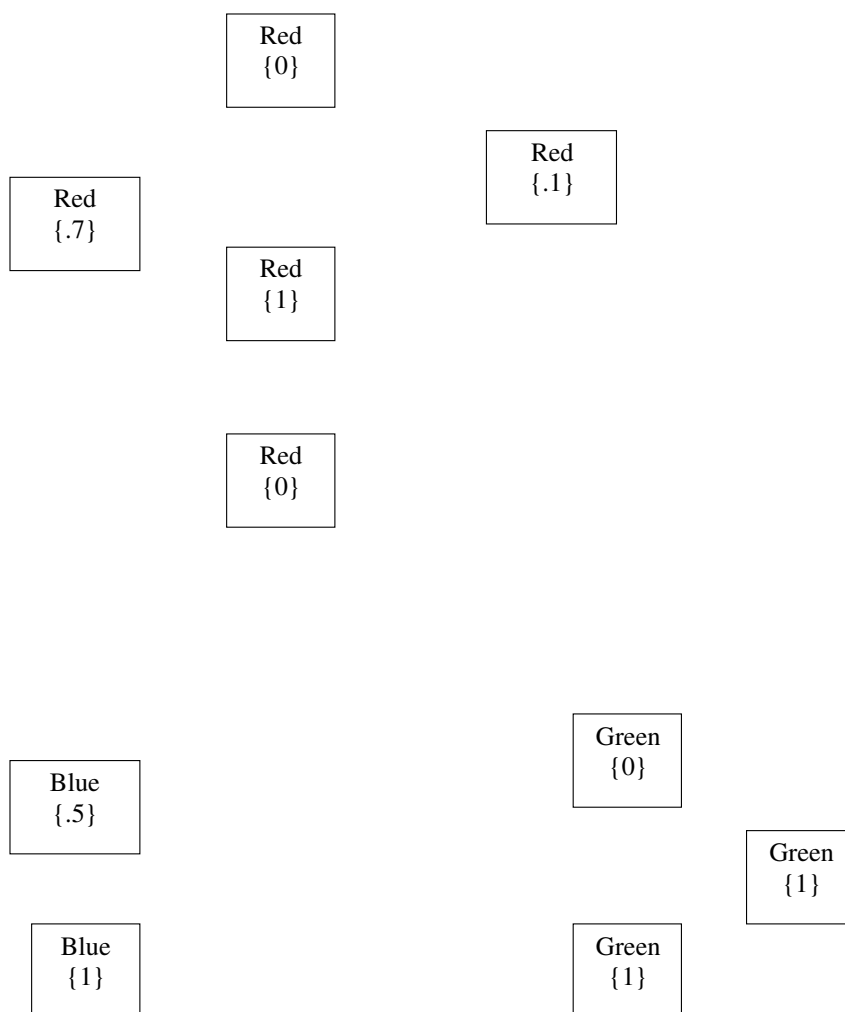 Red
{0}
Red
{.1}
Red
{.7}
Red
{1}
Red
{0}
Green
{0}
Blue
{.5}
Green
{1}
Blue
{1}
Green
{1}